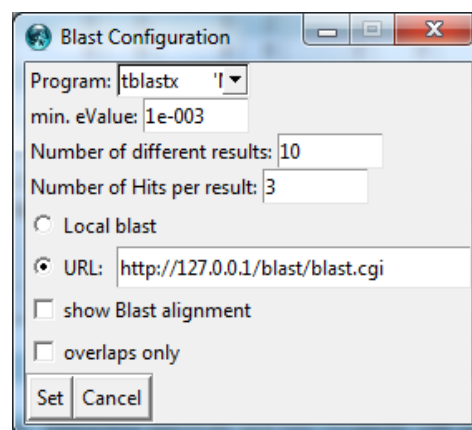 Blast Configuration
Program: tblastx
min. eValue: 1e-003
Number of different results: 10
Number of Hits per result: 3
Local blast
URL: http://127.0.0.1/blast/blast.cgi
show Blast alignment
overlaps only
Set Cancel